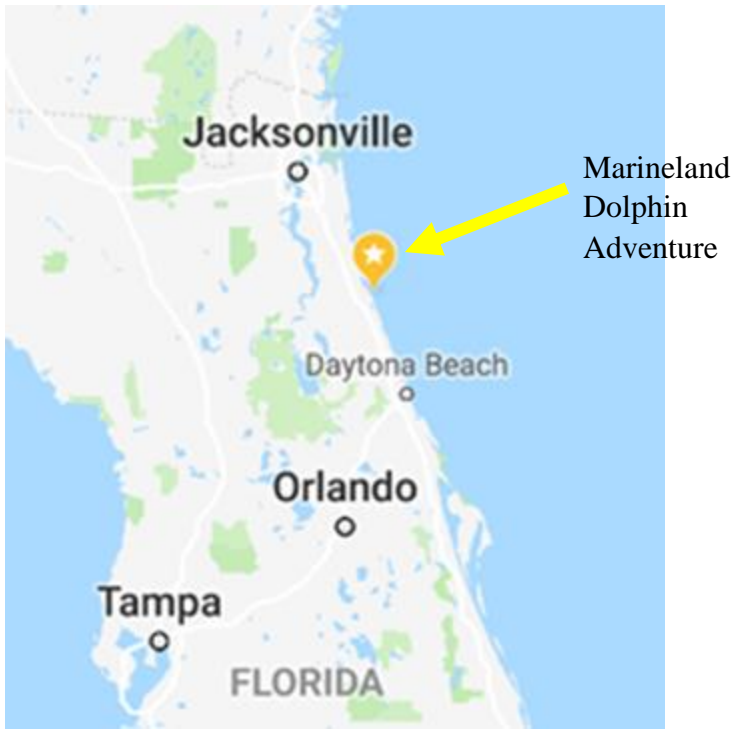 Jacksonville
Marineland
Dolphin
Adventure
Daytona Beach
Orlando
Tampa
FLORIDA